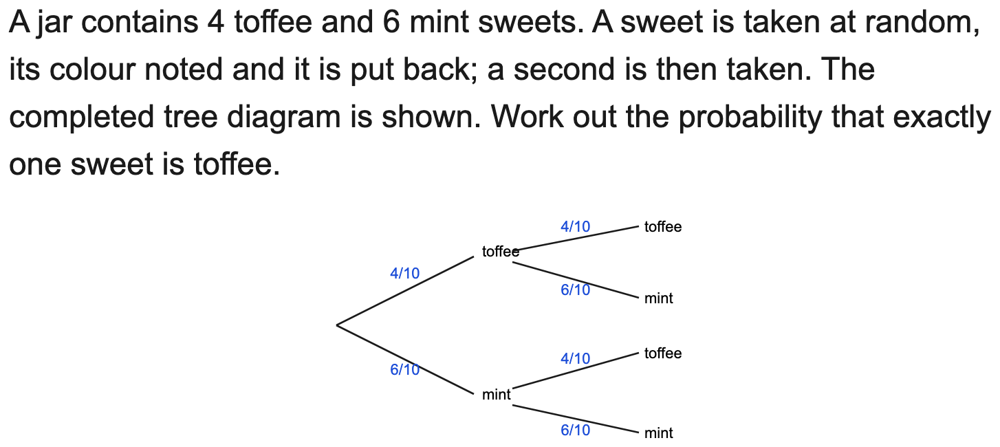 A jar contains 4 toffee and 6 mint sweets. A sweet is taken at random,
its colour noted and it is put back; a second is then taken. The
completed tree diagram is shown. Work out the probability that exactly
one sweet is toffee.
4/10 toffee
toffee
4/10
6/10 mint
4/10 toffee
6/10
mint
6/10 mint